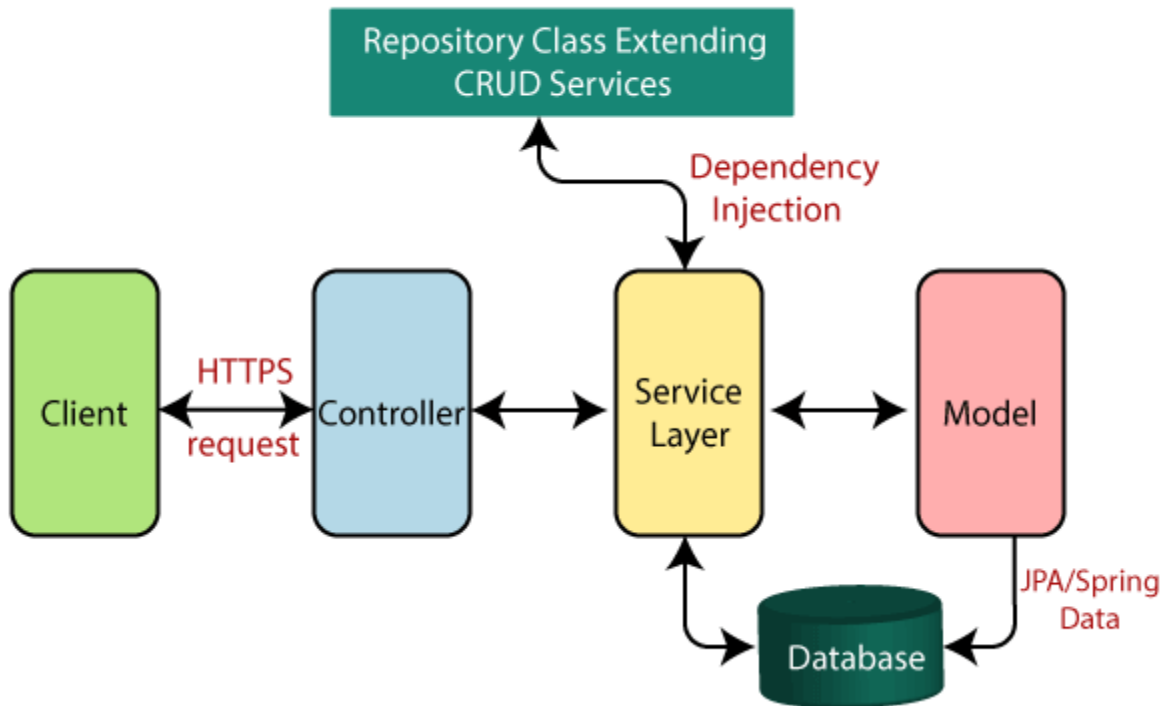 Repository Class Extending
CRUD Services
Dependency
Injection
Client
HTTPS
request
Controller
Service
Layer
Model
JPA/Spring
Data
Database